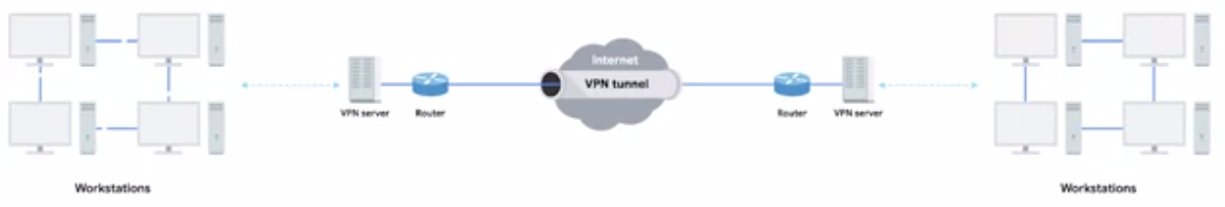 Internet
VPN tunnel
VPN server
Router
Router
VPN server
Workstations
Workstations